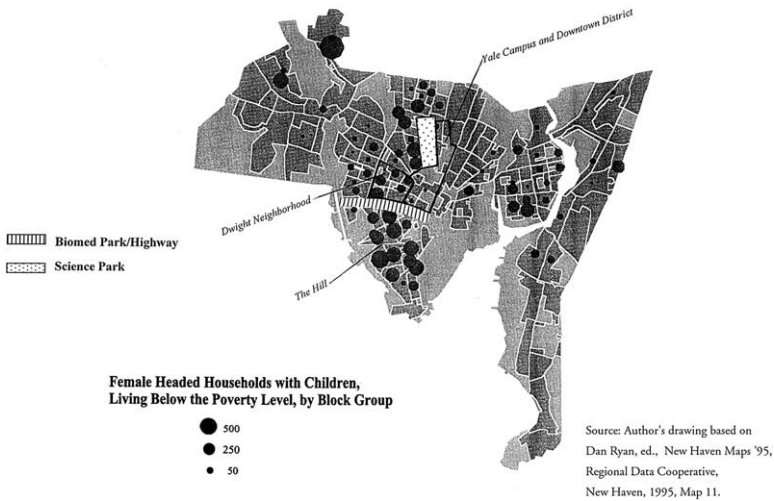 Yale Campus and Downtown District
Dwight Neighborhood
Biomed Park/Highway
Science Park
The Hill
Female Headed Households with Children,
Living Below the Poverty Level, by Block Group
500
250
50
Source: Author's drawing based on
Dan Ryan, ed., New Haven Maps '95,
Regional Data Cooperative,
New Haven, 1995, Map 11.